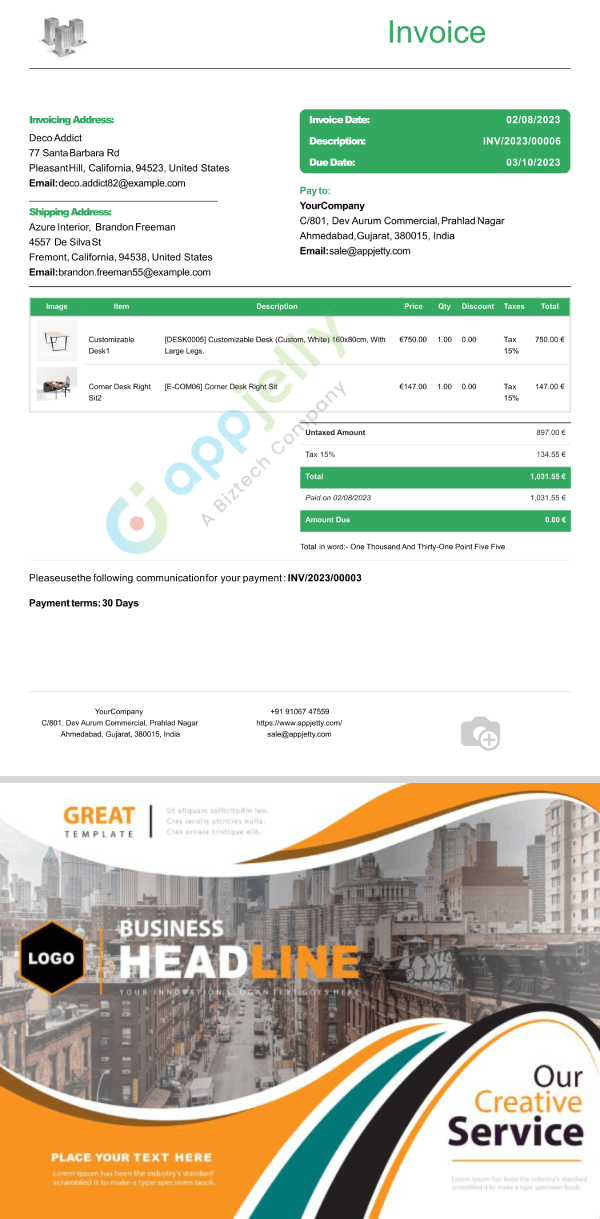 Invoice
Invoicing Address:
Deco Addict
77 Santa Barbara Rd
Pleasant Hill, California, 94523, United States
Email: deco.addict82@example.com
Shipping Address:
Azure Interior, Brandon Freeman
4557 De Silva St
Fremont, California, 94538, United States
Email: brandon.freeman55@example.com
Invoice Date: 02/08/2023
Description: INV/2023/00006
Due Date: 03/10/2023
Pay to:
YourCompany
C/801, Dev Aurum Commercial, Prahlad Nagar
Ahmedabad, Gujarat, 380015, India
Email: sale@appjetty.com
Image Item Description Price Qty Discount Taxes Total
Customizable [DESK0005] Customizable Desk (Custom, White) 160x80cm, With €750.00 1.00 0.00 Tax 750.00 €
Desk1 Large Legs. 15%
Corner Desk Right [E-COM06] Corner Desk Right Sit €147.00 1.00 0.00 Tax 147.00 €
Sit2 15%
appjetty
A Biztech Company
Untaxed Amount 897.00 €
Tax 15% 134.55 €
Total 1,031.55 €
Paid on 02/08/2023 1,031.55 €
Amount Due 0.00 €
Total in word:- One Thousand And Thirty-One Point Five Five
Please use the following communication for your payment : INV/2023/00003
Payment terms: 30 Days
YourCompany
C/801, Dev Aurum Commercial, Prahlad Nagar
Ahmedabad, Gujarat, 380015, India
+91 91067 47559
https://www.appjetty.com/
sale@appjetty.com
GREAT
TEMPLATE
Ut aliquam sollicitudin leo,
Cras iaculis ultricies nulla.
Cras ornare tristique elit.
LOGO
BUSINESS
HEADLINE
YOUR INNOVATION SLOGAN TEXT GOES HERE
Our
Creative
Service
PLACE YOUR TEXT HERE
Lorem Ipsum has been the industry's standard
scrambled it to make a type specimen book.
Lorem Ipsum has been the industry's standard
scrambled it to make a type specimen book.